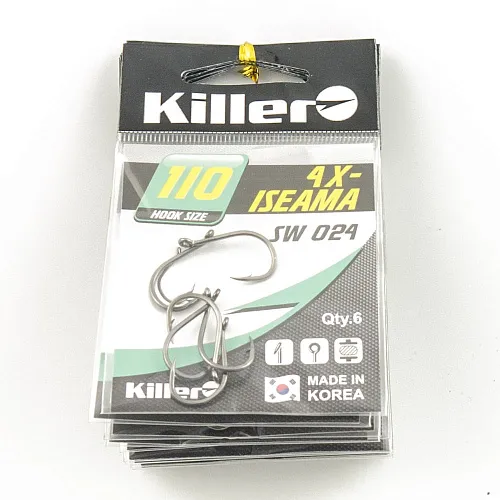 Killer
110
HOOK SIZE
4X-
ISEAMA
SW 024
Qty.6
Killer
MADE IN
KOREA